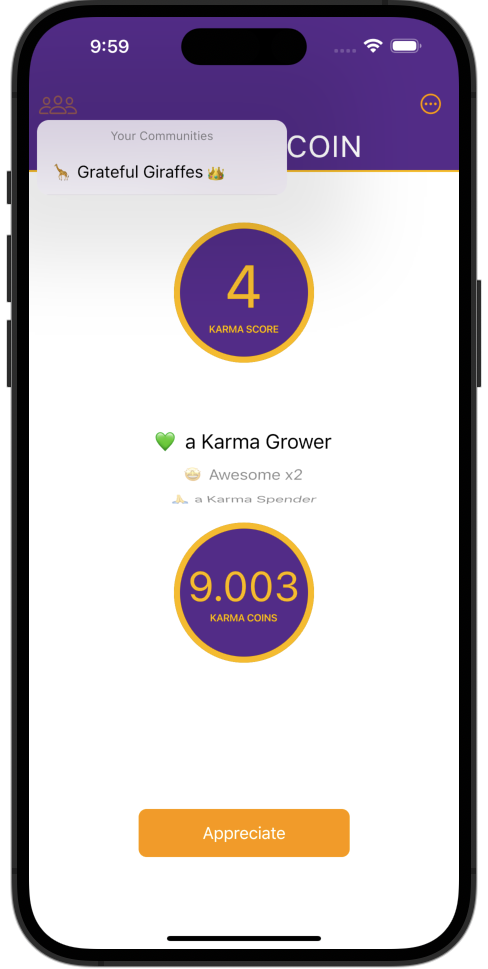 9:59
Your Communities
🦒 Grateful Giraffes 👑
COIN
4
KARMA SCORE
💚 a Karma Grower
🤩 Awesome x2
🙏 a Karma Spender
9.003
KARMA COINS
Appreciate